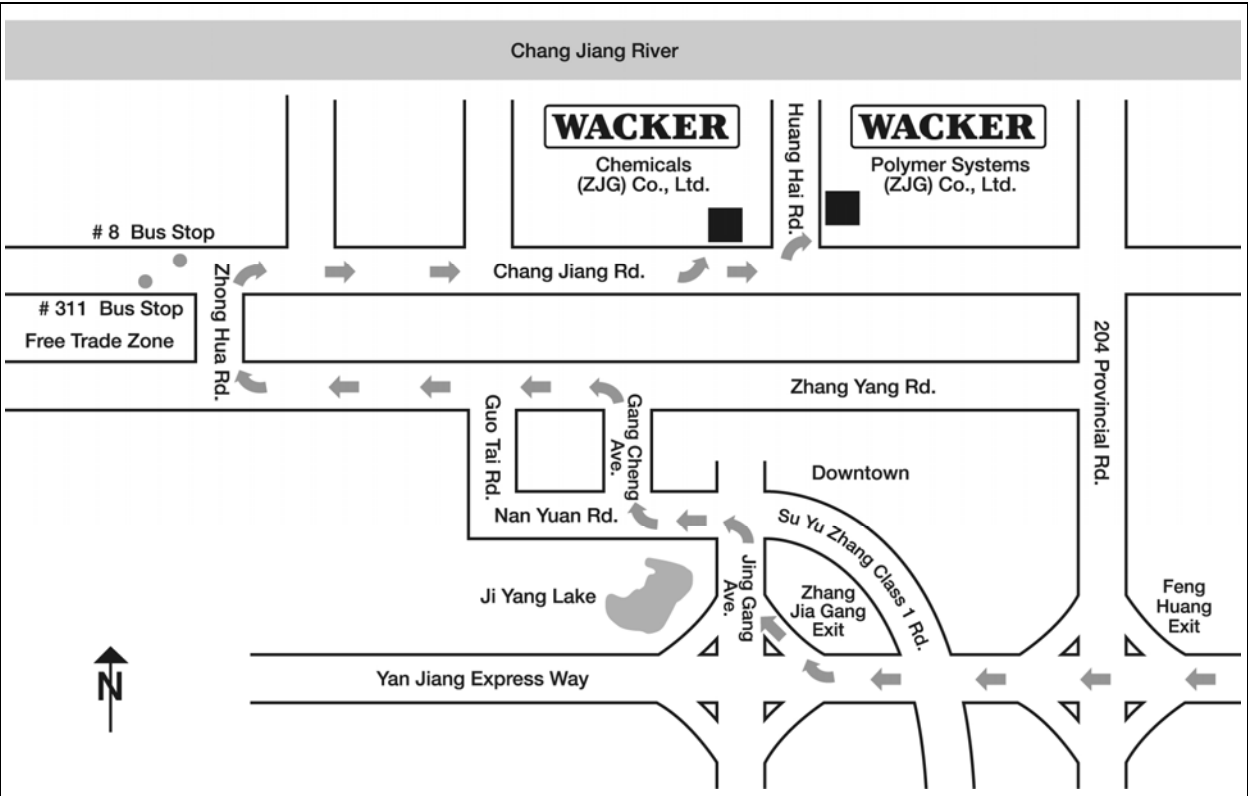 Chang Jiang River
WACKER
Chemicals
(ZJG) Co., Ltd.
Huang Hai Rd.
WACKER
Polymer Systems
(ZJG) Co., Ltd.
# 8 Bus Stop
Zhong Hua Rd.
Chang Jiang Rd.
# 311 Bus Stop
Free Trade Zone
204 Provincial Rd.
Zhang Yang Rd.
Guo Tai Rd.
Gang Cheng
Ave.
Downtown
Nan Yuan Rd.
Su Yu Zhang Class 1 Rd.
Jing Gang
Ave.
Ji Yang Lake
Zhang
Jia Gang
Exit
Feng
Huang
Exit
Yan Jiang Express Way
N